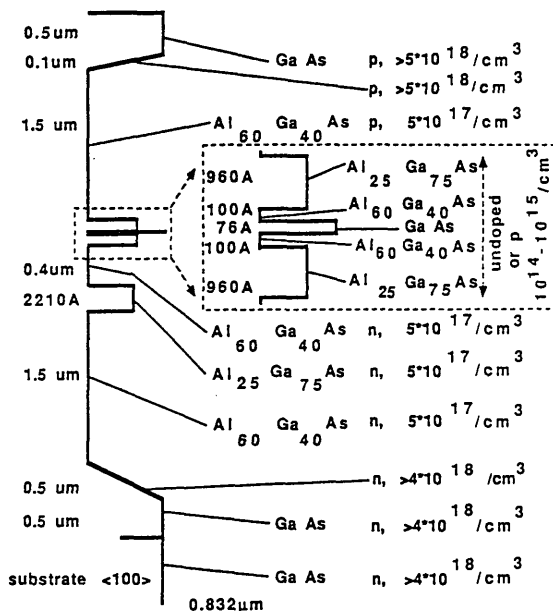 0.5 um
Ga As p, >5*10 18/cm 3
0.1um
p, >5*10 18/cm 3
1.5 um
Al 60 Ga 40 As p, 5*10 17/cm 3
960A
Al 25 Ga 75 As
100A
Al 60 Ga 40 As
76A
Ga As
100A
Al 60 Ga 40 As
960A
Al 25 Ga 75 As
undoped
or p
10 14 - 10 15 /cm 3
0.4um
2210A
Al 60 Ga 40 As n, 5*10 17/cm 3
Al 25 Ga 75 As n, 5*10 17/cm 3
1.5 um
Al 60 Ga 40 As n, 5*10 17/cm 3
0.5 um
n, >4*10 18 /cm 3
0.5 um
Ga As n, >4*10 18/cm 3
substrate <100>
Ga As n, >4*10 18/cm 3
0.832µm